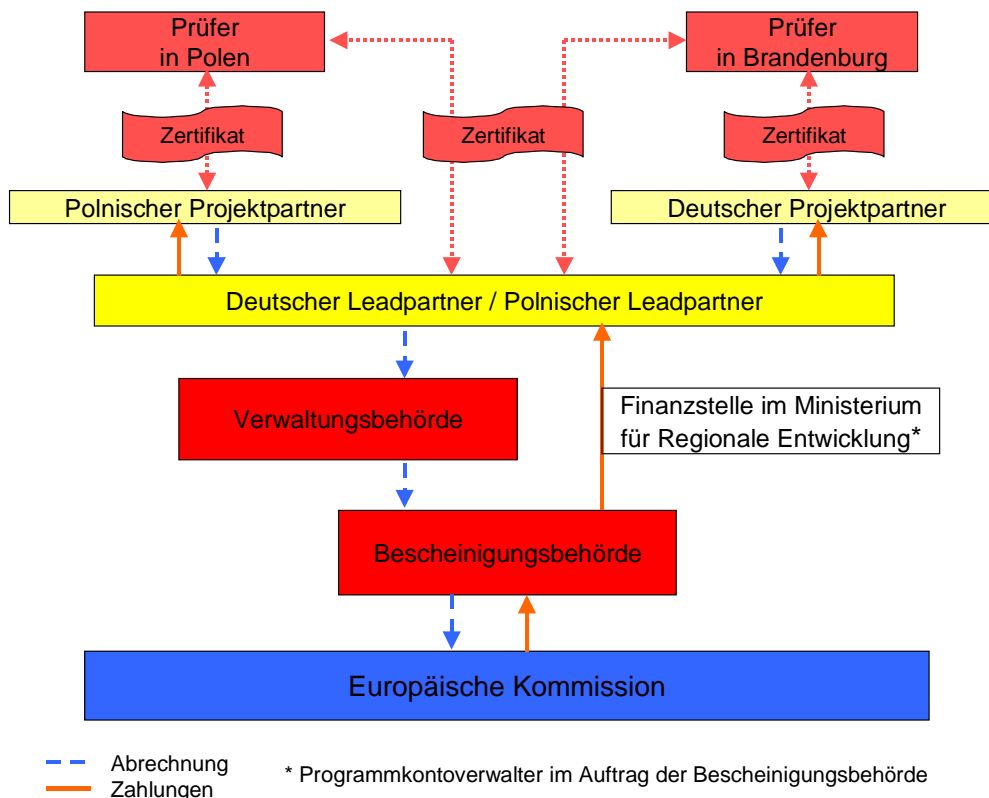 Prüfer
in Polen
Prüfer
in Brandenburg
Zertifikat
Zertifikat
Zertifikat
Polnischer Projektpartner
Deutscher Projektpartner
Deutscher Leadpartner / Polnischer Leadpartner
Verwaltungsbehörde
Finanzstelle im Ministerium
für Regionale Entwicklung*
Bescheinigungsbehörde
Europäische Kommission
Abrechnung
Zahlungen
* Programmkontoverwalter im Auftrag der Bescheinigungsbehörde